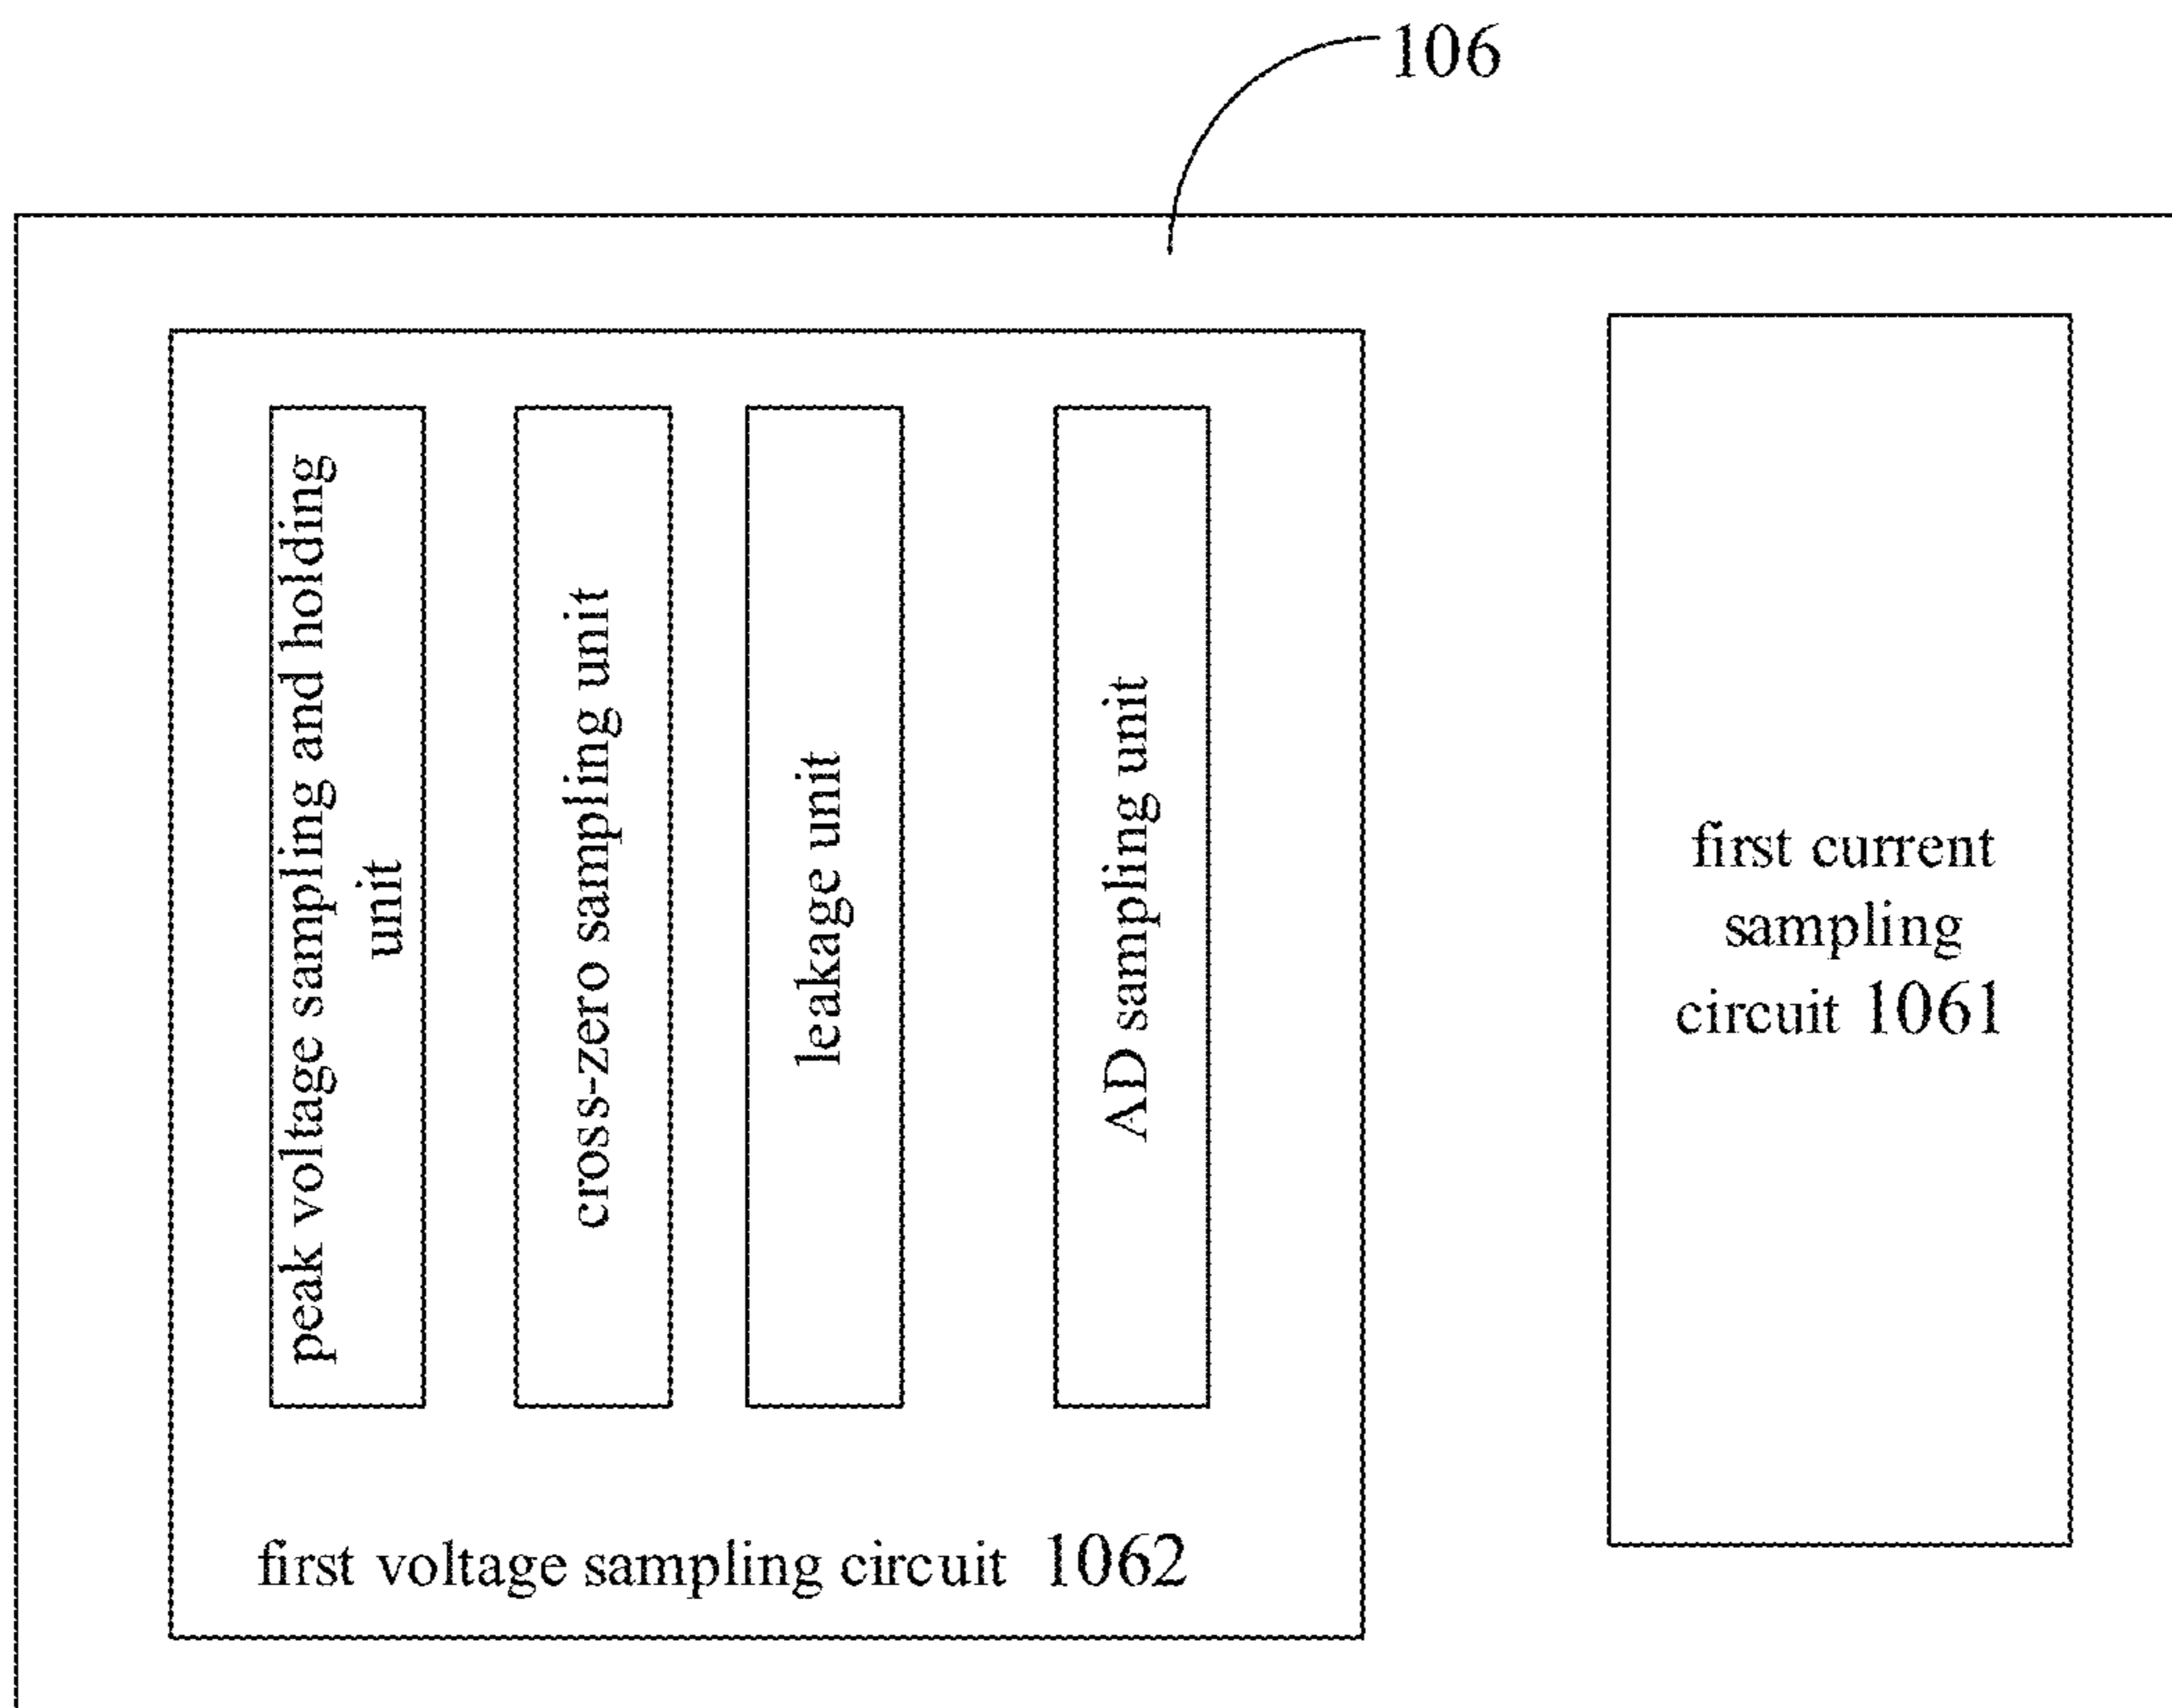 106
peak voltage sampling and holding
unit
cross-zero sampling unit
leakage unit
AD sampling unit
first voltage sampling circuit 1062
first current
sampling
circuit 1061